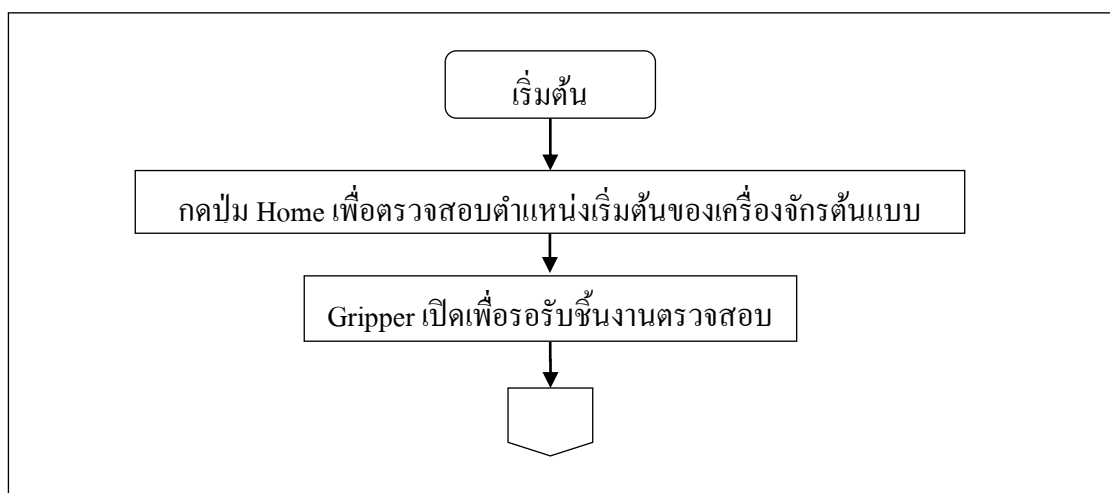 เริ่มต้น
กดปุ่ม Home เพื่อตรวจสอบตำแหน่งเริ่มต้นของเครื่องจักรต้นแบบ
Gripper เปิดเพื่อรอรับชิ้นงานตรวจสอบ